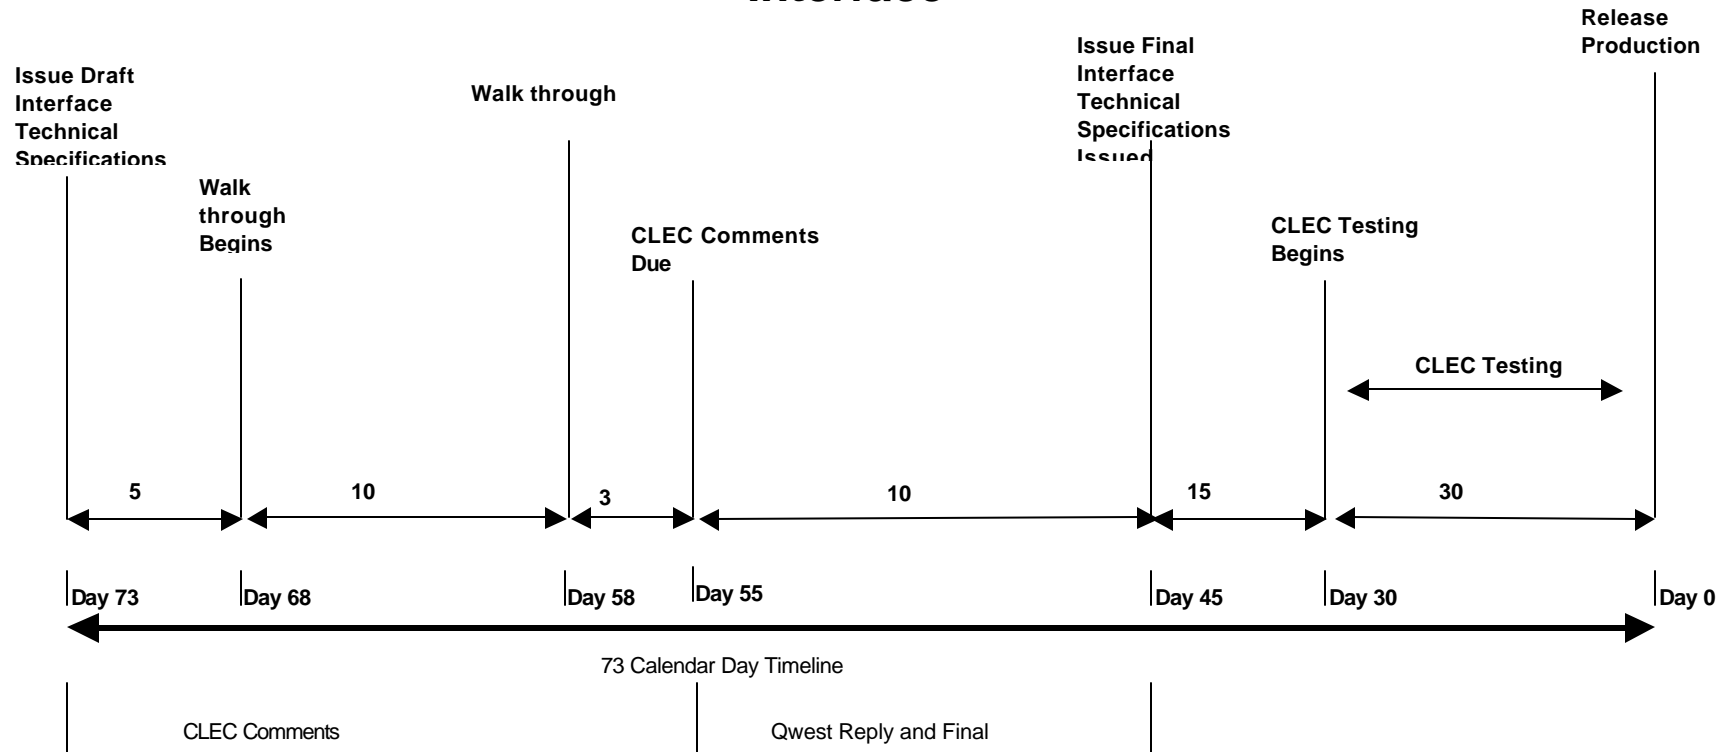 Release
Production
Issue Final
Interface
Technical
Specifications
Issued
Issue Draft
Interface
Technical
Specifications
Walk through
Walk
through
Begins
CLEC Comments
Due
CLEC Testing
Begins
CLEC Testing
5
10
3
10
15
30
Day 73
Day 68
Day 58
Day 55
Day 45
Day 30
Day 0
73 Calendar Day Timeline
CLEC Comments
Qwest Reply and Final